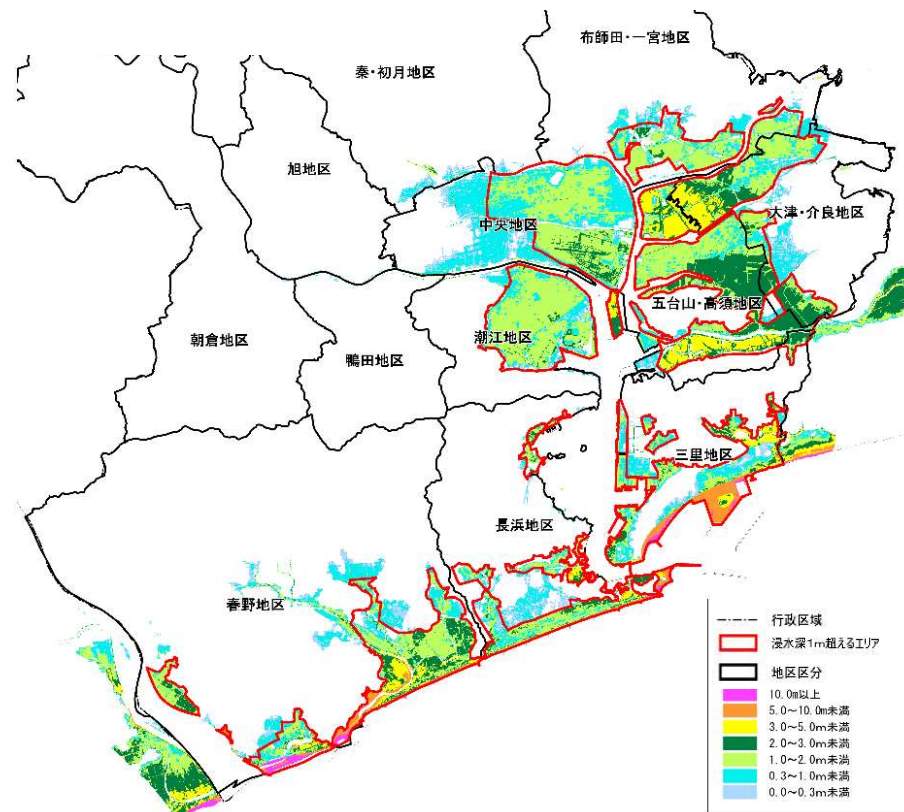 布師田・一宮地区
秦・初月地区
旭地区
中央地区
大津・介良地区
五台山・高須地区
朝倉地区
鴨田地区
潮江地区
三里地区
長浜地区
春野地区
行政区域
浸水深1m超えるエリア
地区区分
10.0m以上
5.0～10.0m未満
3.0～5.0m未満
2.0～3.0m未満
1.0～2.0m未満
0.3～1.0m未満
0.0～0.3m未満